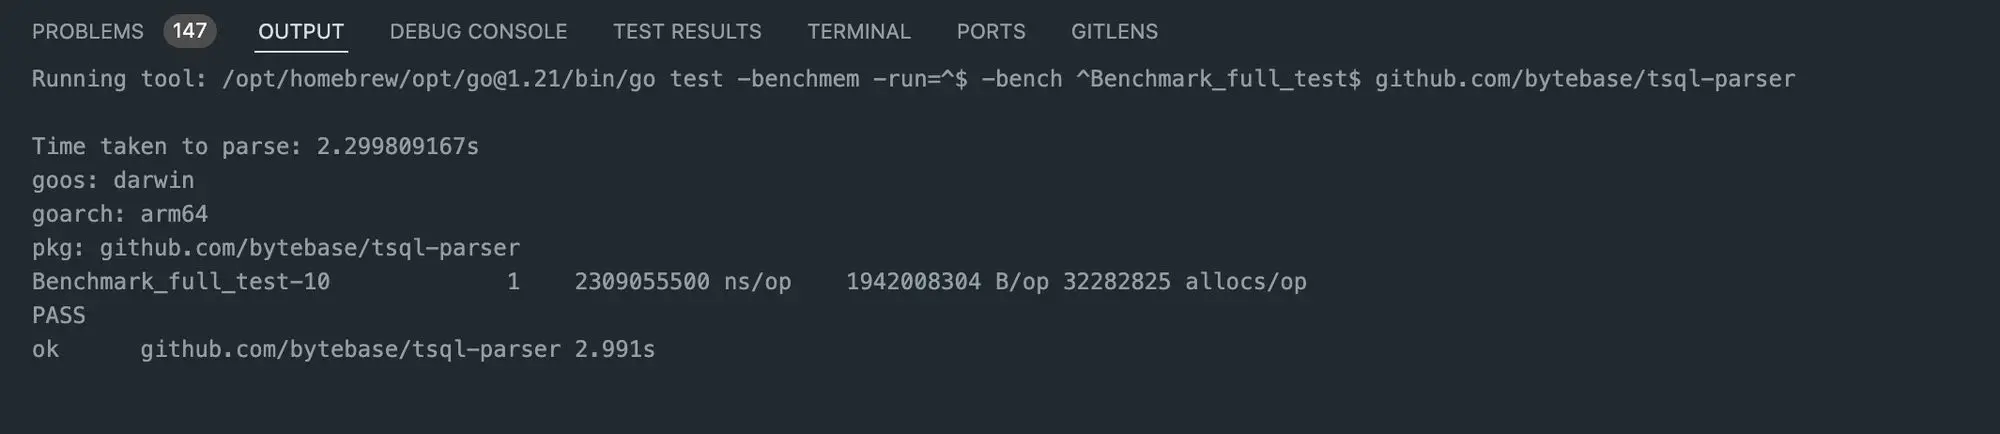 PROBLEMS 147 OUTPUT DEBUG CONSOLE TEST RESULTS TERMINAL PORTS GITLENS
Running tool: /opt/homebrew/opt/go@1.21/bin/go test -benchmem -run=^$ -bench ^Benchmark_full_test$ github.com/bytebase/tsql-parser
Time taken to parse: 2.299809167s
goos: darwin
goarch: arm64
pkg: github.com/bytebase/tsql-parser
Benchmark_full_test-10 1 2309055500 ns/op 1942008304 B/op 32282825 allocs/op
PASS
ok github.com/bytebase/tsql-parser 2.991s